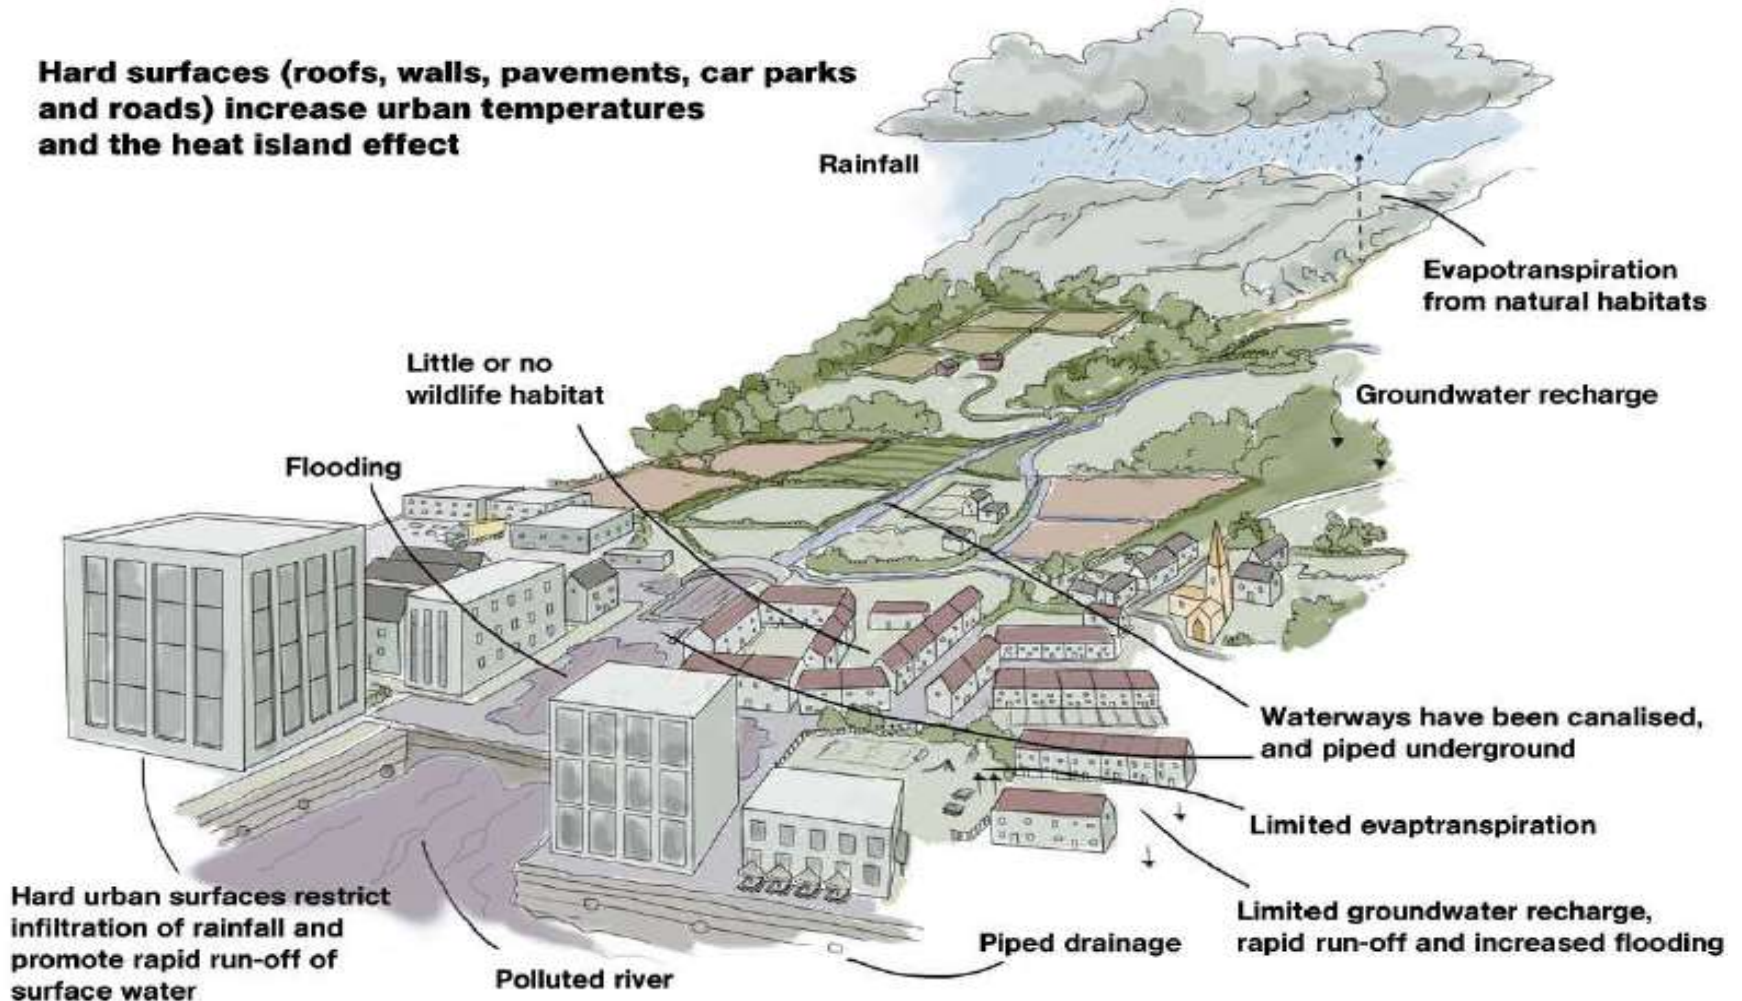 Hard surfaces (roofs, walls, pavements, car parks
and roads) increase urban temperatures
and the heat island effect
Rainfall
Evapotranspiration
from natural habitats
Little or no
wildlife habitat
Groundwater recharge
Flooding
Waterways have been canalised,
and piped underground
Limited evaptranspiration
Hard urban surfaces restrict
infiltration of rainfall and
promote rapid run-off of
surface water
Limited groundwater recharge,
rapid run-off and increased flooding
Piped drainage
Polluted river